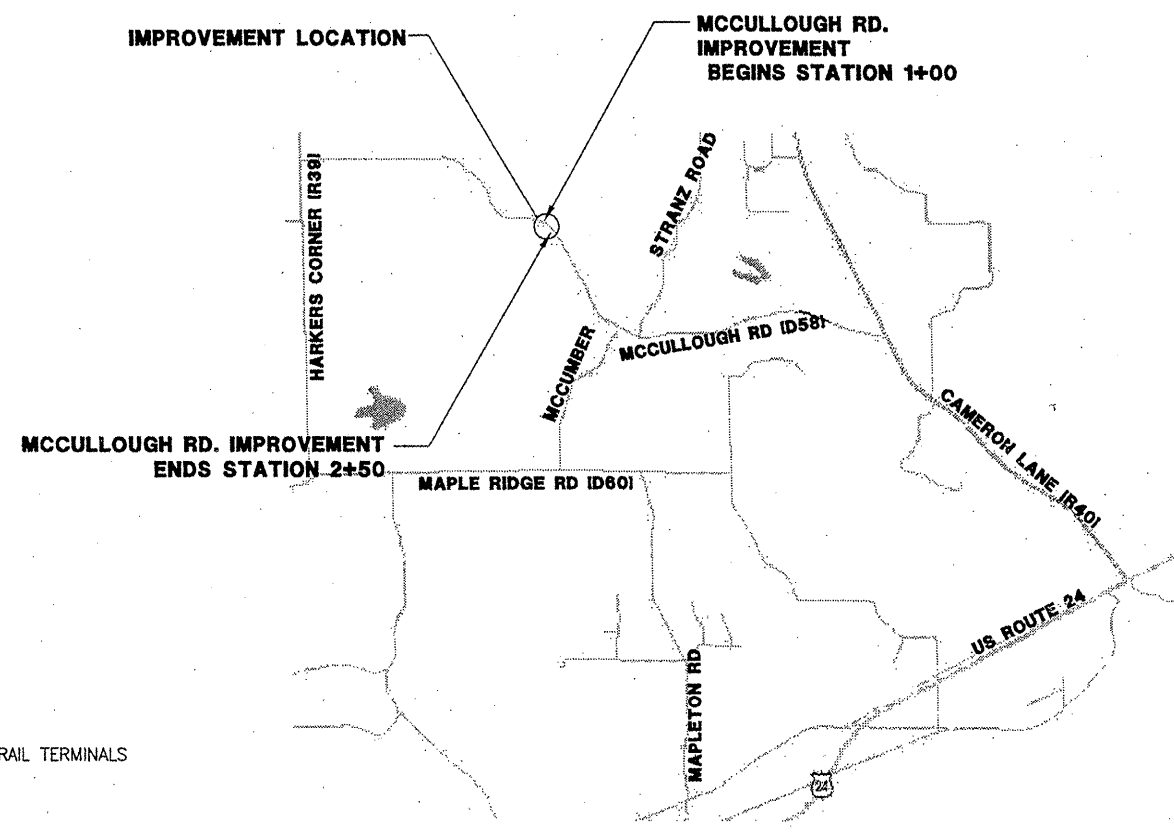 IMPROVEMENT LOCATION
MCCULLOUGH RD.
IMPROVEMENT
BEGINS STATION 1+00
HARKERS CORNER (R39)
STRANZ ROAD
MCCULLOUGH RD (D58)
MCCUMBER
CAMERON LANE (R40)
MCCULLOUGH RD. IMPROVEMENT
ENDS STATION 2+50
MAPLE RIDGE RD (D60)
US ROUTE 24
MAPLETON RD
RAIL TERMINALS
24